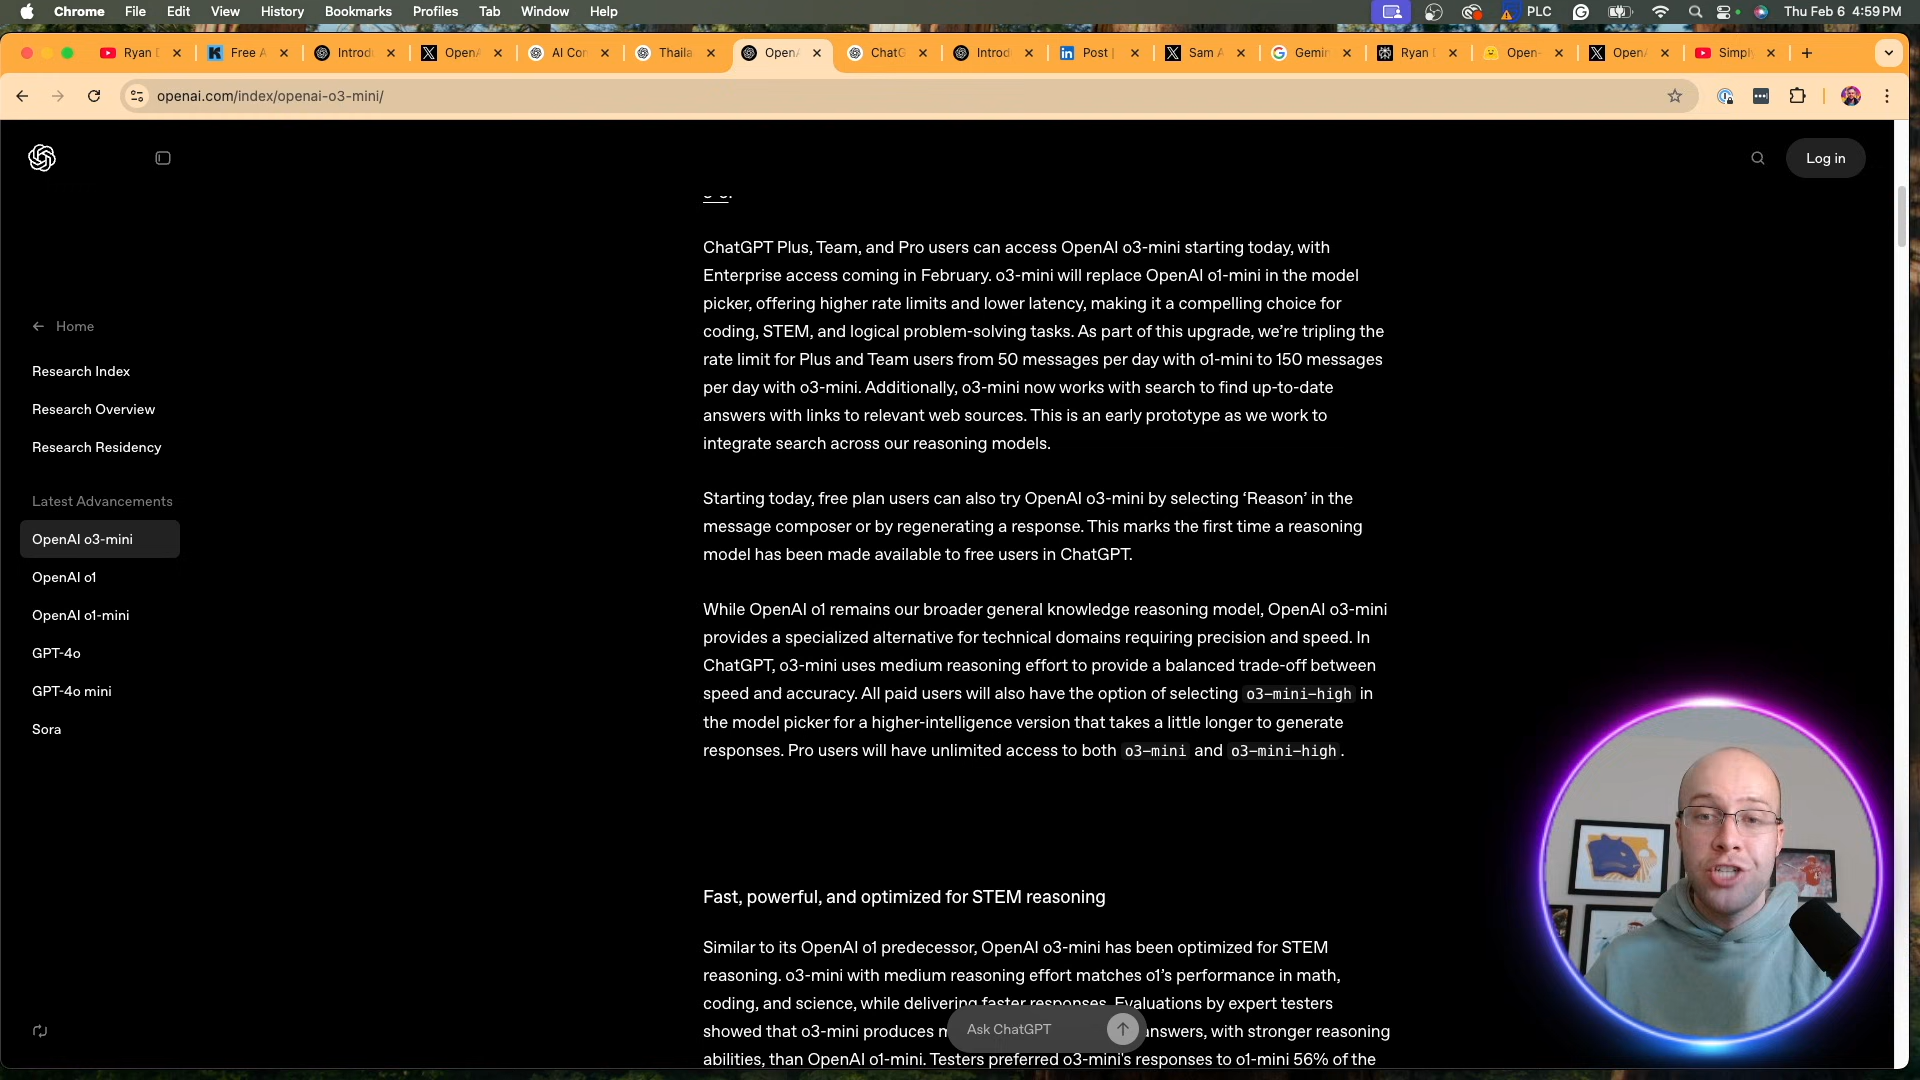 Chrome File Edit View History Bookmarks Profiles Tab Window Help PLC Thu Feb 6 4:59 PM
Ryan D Free A Introdu OpenA AI Con Thaila OpenA ChatG Introdu Post | Sam A Gemin Ryan D Open- OpenA Simply
openai.com/index/openai-o3-mini/
Log in
ChatGPT Plus, Team, and Pro users can access OpenAI o3-mini starting today, with
Enterprise access coming in February. o3-mini will replace OpenAI o1-mini in the model
picker, offering higher rate limits and lower latency, making it a compelling choice for
coding, STEM, and logical problem-solving tasks. As part of this upgrade, we’re tripling the
rate limit for Plus and Team users from 50 messages per day with o1-mini to 150 messages
per day with o3-mini. Additionally, o3-mini now works with search to find up-to-date
answers with links to relevant web sources. This is an early prototype as we work to
integrate search across our reasoning models.
Starting today, free plan users can also try OpenAI o3-mini by selecting ‘Reason’ in the
message composer or by regenerating a response. This marks the first time a reasoning
model has been made available to free users in ChatGPT.
While OpenAI o1 remains our broader general knowledge reasoning model, OpenAI o3-mini
provides a specialized alternative for technical domains requiring precision and speed. In
ChatGPT, o3-mini uses medium reasoning effort to provide a balanced trade-off between
speed and accuracy. All paid users will also have the option of selecting o3-mini-high in
the model picker for a higher-intelligence version that takes a little longer to generate
responses. Pro users will have unlimited access to both o3-mini and o3-mini-high.
Fast, powerful, and optimized for STEM reasoning
Similar to its OpenAI o1 predecessor, OpenAI o3-mini has been optimized for STEM
reasoning. o3-mini with medium reasoning effort matches o1’s performance in math,
coding, and science, while delivering faster responses. Evaluations by expert testers
showed that o3-mini produces answers, with stronger reasoning
abilities, than OpenAI o1-mini. Testers preferred o3-mini's responses to o1-mini 56% of the
Ask ChatGPT
Home
Research Index
Research Overview
Research Residency
Latest Advancements
OpenAI o3-mini
OpenAI o1
OpenAI o1-mini
GPT-4o
GPT-4o mini
Sora